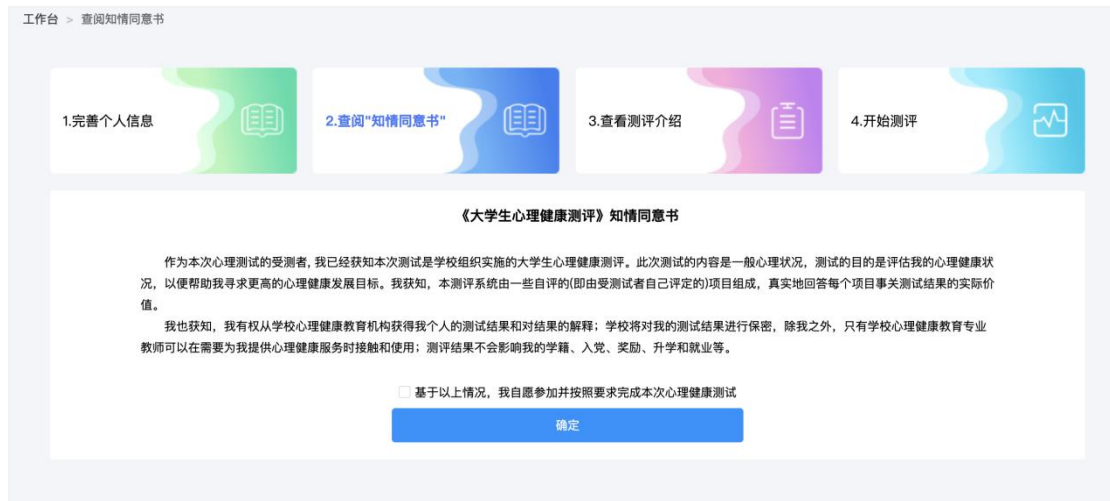 工作台 > 查阅知情同意书
1.完善个人信息
2.查阅"知情同意书"
3.查看测评介绍
4.开始测评
《大学生心理健康测评》知情同意书
作为本次心理测试的受测者, 我已经获知本次测试是学校组织实施的大学生心理健康测评。此次测试的内容是一般心理状况，测试的目的是评估我的心理健康状
况，以便帮助我寻求更高的心理健康发展目标。我获知，本测评系统由一些自评的(即由受测试者自己评定的)项目组成，真实地回答每个项目事关测试结果的实际价
值。
我也获知，我有权从学校心理健康教育机构获得我个人的测试结果和对结果的解释；学校将对我的测试结果进行保密，除我之外，只有学校心理健康教育专业
教师可以在需要为我提供心理健康服务时接触和使用；测评结果不会影响我的学籍、入党、奖励、升学和就业等。
基于以上情况，我自愿参加并按照要求完成本次心理健康测试
确定